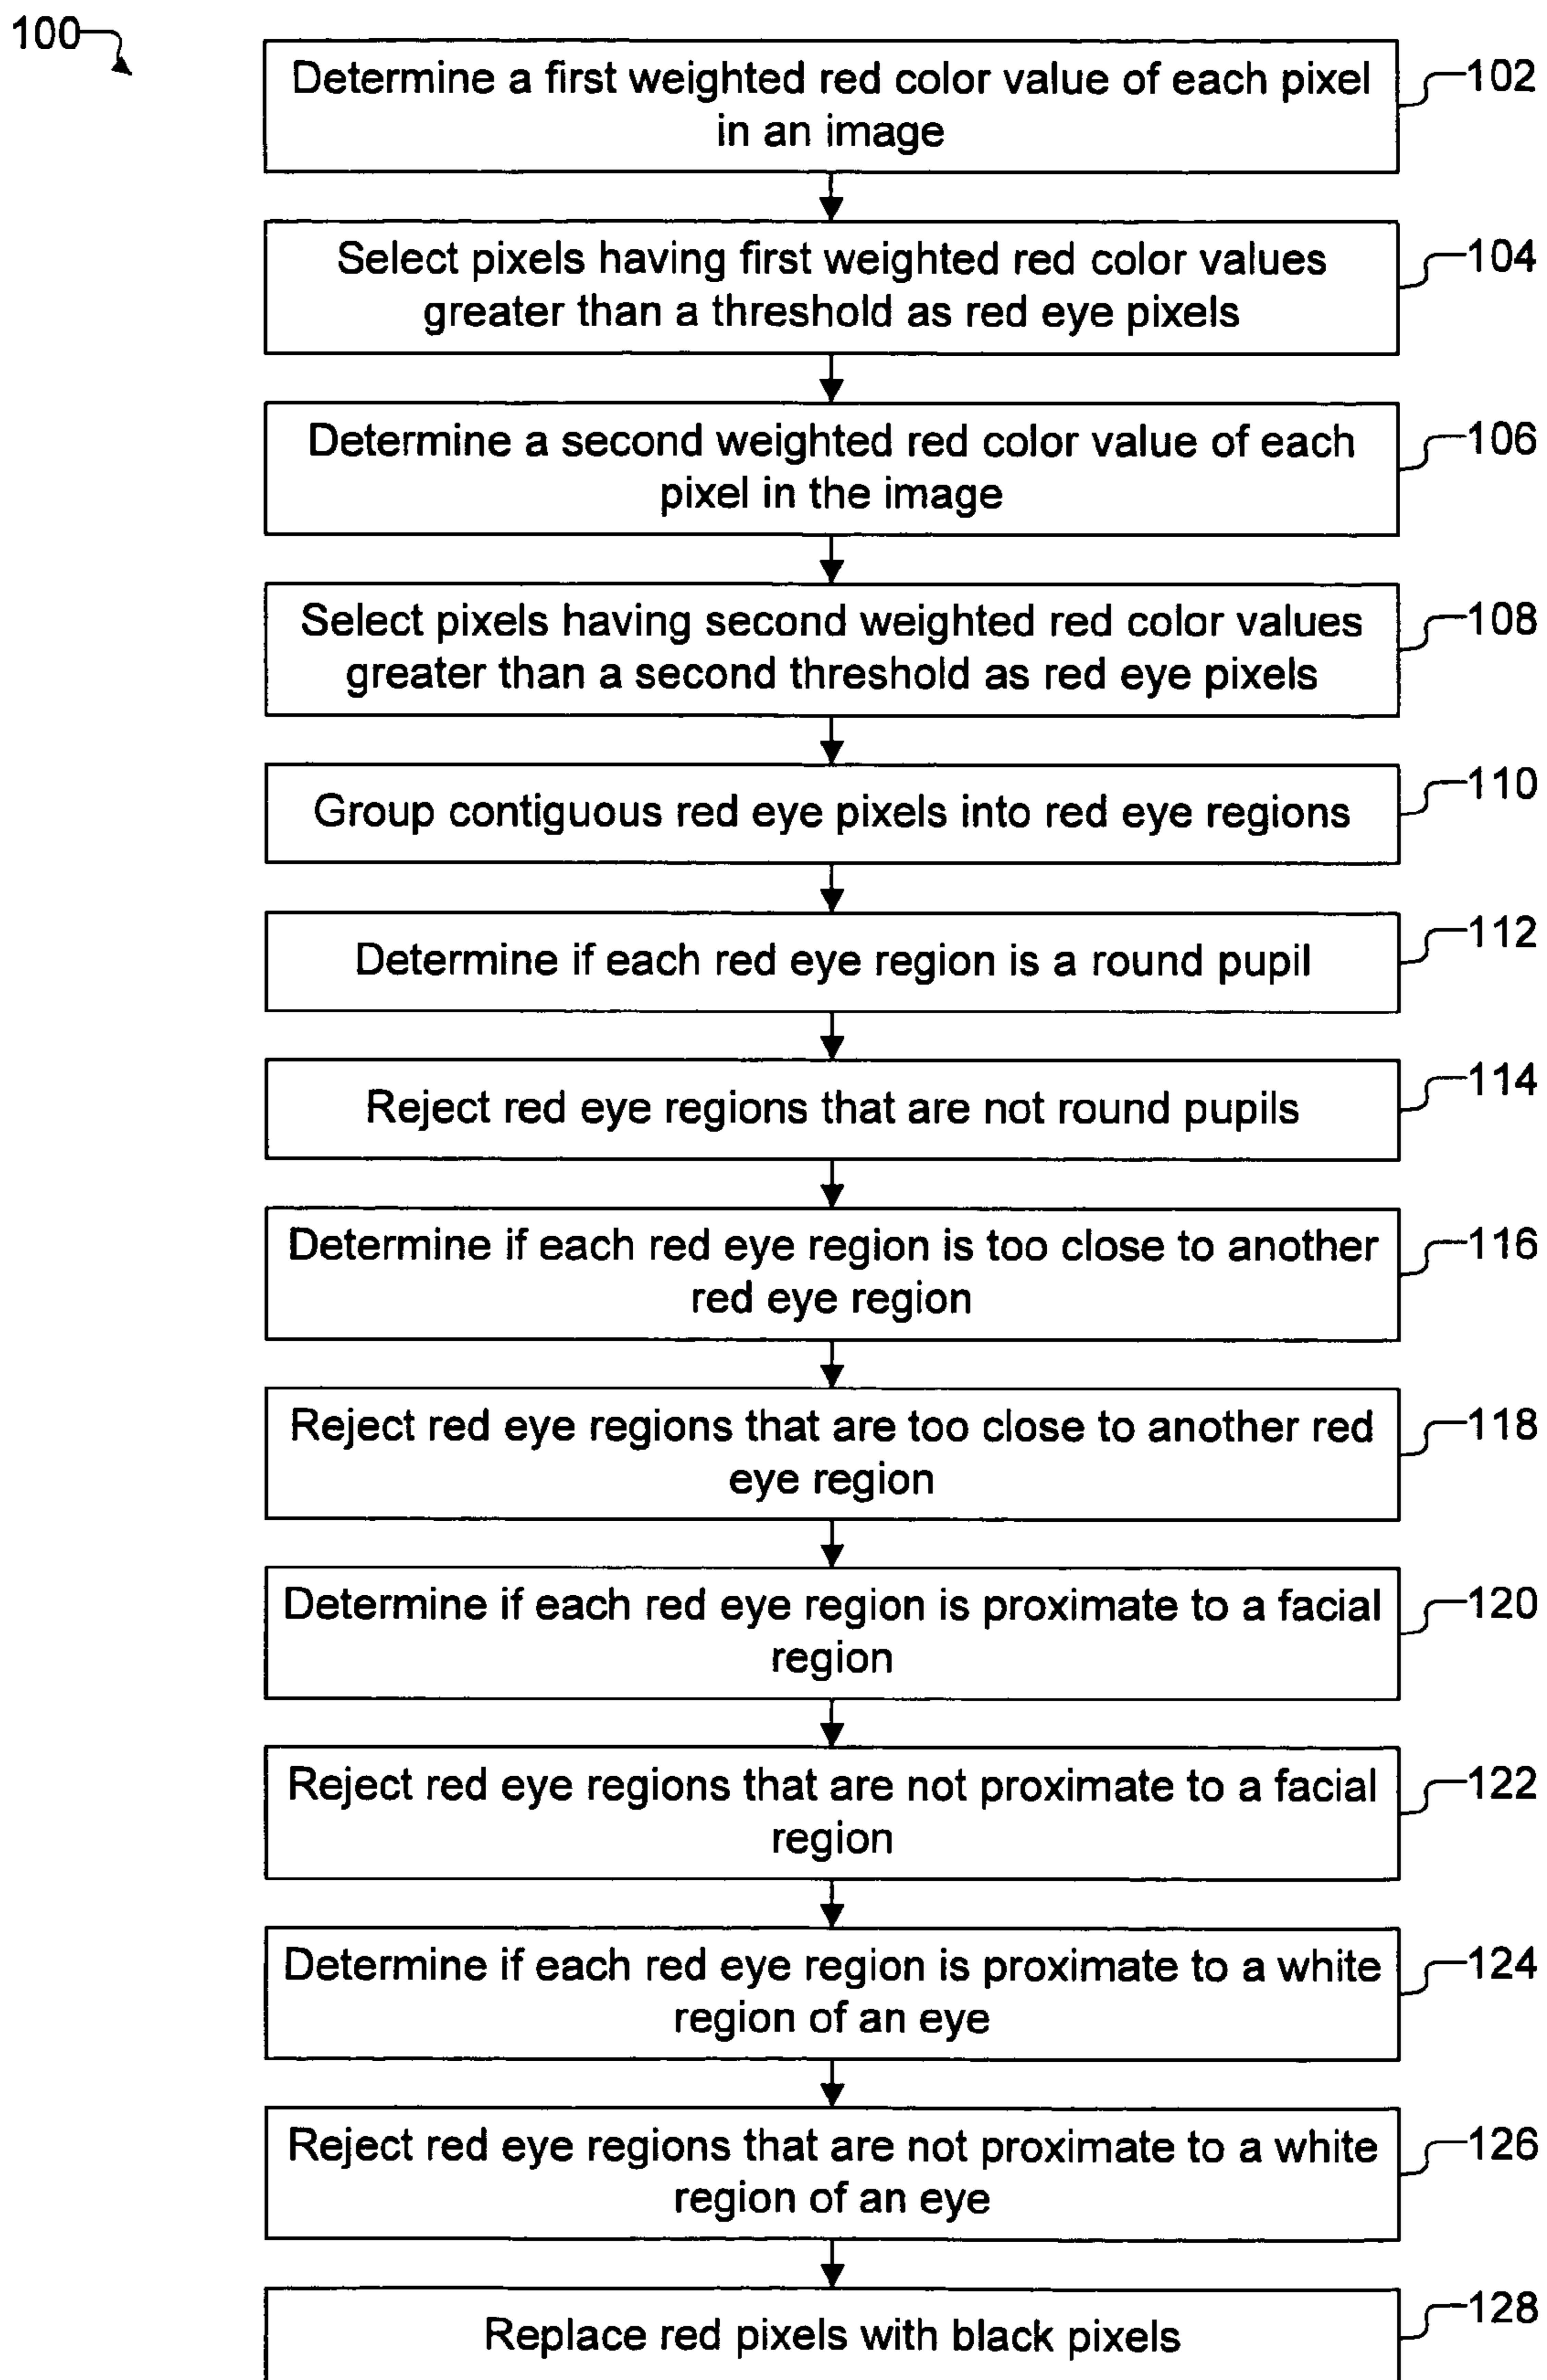 100
Determine a first weighted red color value of each pixel
in an image
102
Select pixels having first weighted red color values
greater than a threshold as red eye pixels
104
Determine a second weighted red color value of each
pixel in the image
106
Select pixels having second weighted red color values
greater than a second threshold as red eye pixels
108
Group contiguous red eye pixels into red eye regions
110
Determine if each red eye region is a round pupil
112
Reject red eye regions that are not round pupils
114
Determine if each red eye region is too close to another
red eye region
116
Reject red eye regions that are too close to another red
eye region
118
Determine if each red eye region is proximate to a facial
region
120
Reject red eye regions that are not proximate to a facial
region
122
Determine if each red eye region is proximate to a white
region of an eye
124
Reject red eye regions that are not proximate to a white
region of an eye
126
Replace red pixels with black pixels
128